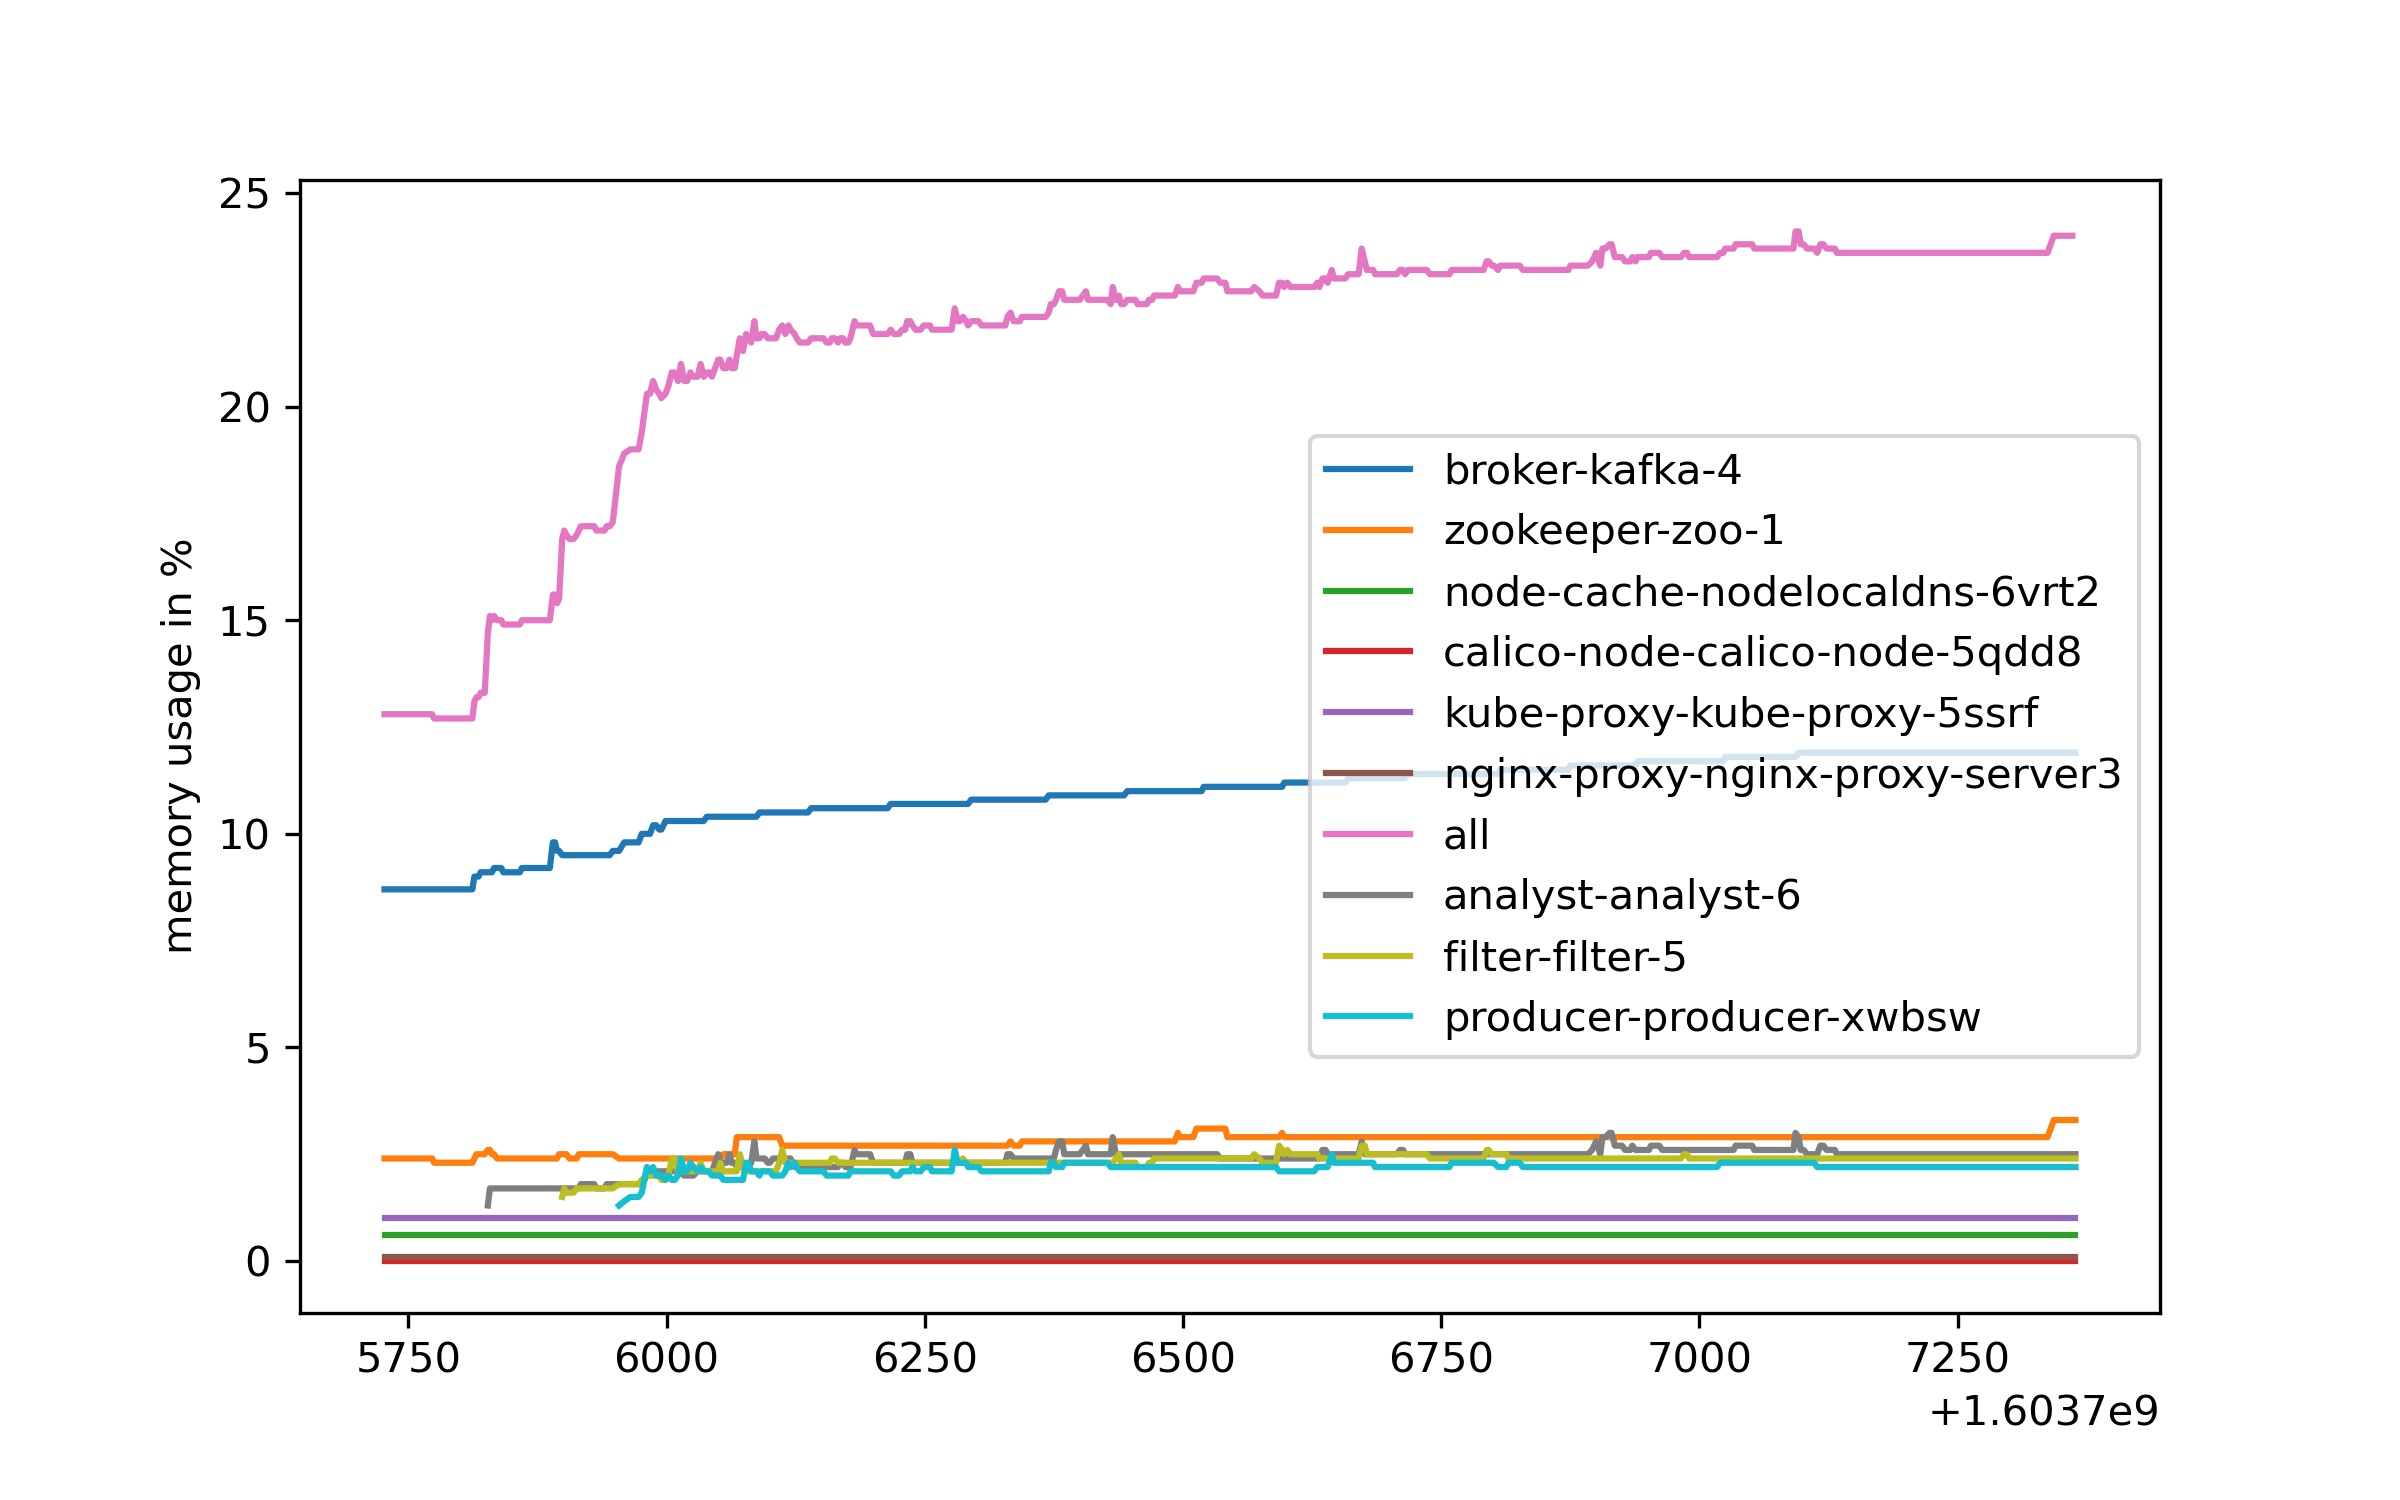 25
20
15
10
5
0
memory usage in %
broker-kafka-4
zookeeper-zoo-1
node-cache-nodelocaldns-6vrt2
calico-node-calico-node-5qdd8
kube-proxy-kube-proxy-5ssrf
nginx-proxy-nginx-proxy-server3
all
analyst-analyst-6
filter-filter-5
producer-producer-xwbsw
5750 6000 6250 6500 6750 7000 7250
+1.6037e9